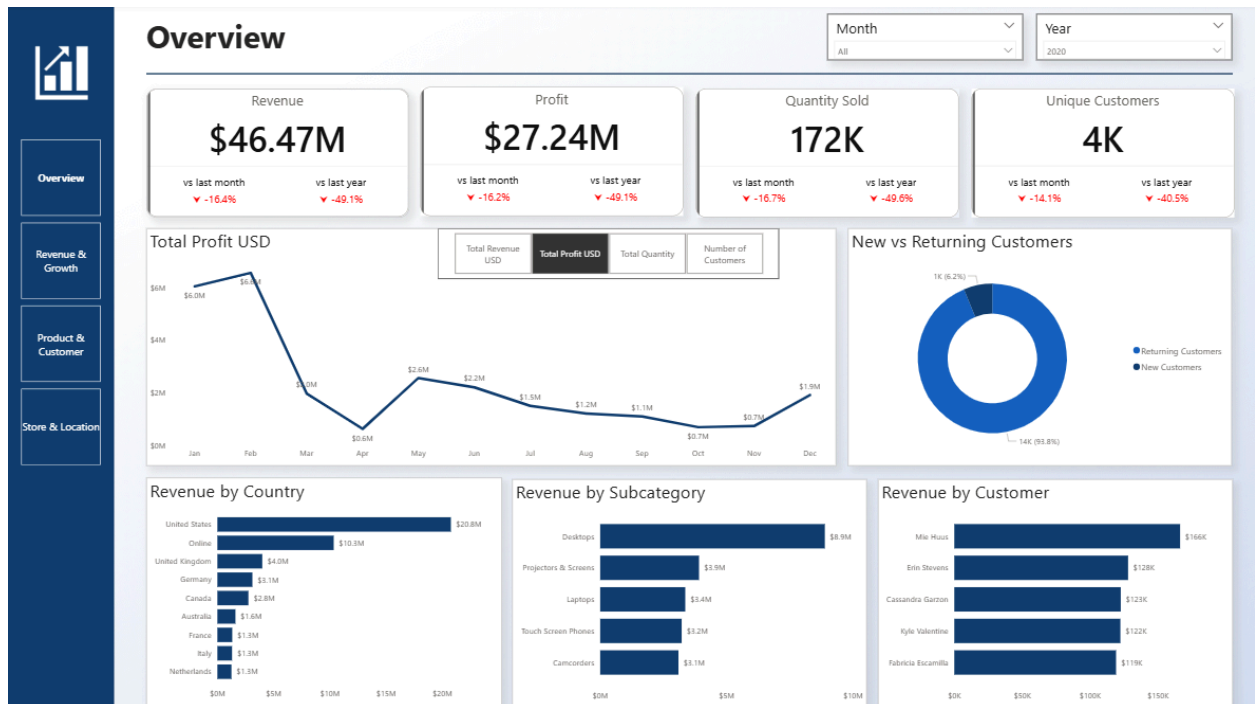 Overview
Month
All
Year
2020
Overview
Revenue &
Growth
Product &
Customer
Store & Location
Revenue
$46.47M
vs last month
-16.4%
vs last year
-49.1%
Profit
$27.24M
vs last month
-16.2%
vs last year
-49.1%
Quantity Sold
172K
vs last month
-16.7%
vs last year
-49.6%
Unique Customers
4K
vs last month
-14.1%
vs last year
-40.5%
Total Profit USD
Total Revenue
USD
Total Profit USD
Total Quantity
Number of
Customers
$6M
$4M
$2M
$0M
$6.0M
$0.6M
$2.6M
$2.2M
$1.5M
$1.2M
$1.1M
$0.7M
$0.7M
$1.9M
Jan
Feb
Mar
Apr
May
Jun
Jul
Aug
Sep
Oct
Nov
Dec
New vs Returning Customers
1K (6.2%)
14K (93.8%)
Returning Customers
New Customers
Revenue by Country
United States
$20.8M
Online
$10.3M
United Kingdom
$4.0M
Germany
$3.1M
Canada
$2.8M
Australia
$1.6M
France
$1.3M
Italy
$1.3M
Netherlands
$1.3M
$0M
$5M
$10M
$15M
$20M
Revenue by Subcategory
Desktops
$8.9M
Projectors & Screens
$3.9M
Laptops
$3.4M
Touch Screen Phones
$3.2M
Camcorders
$3.1M
$0M
$5M
$10M
Revenue by Customer
Mie Huus
$166K
Erin Stevens
$128K
Cassandra Garzon
$123K
Kyle Valentine
$122K
Fabricia Escamilla
$119K
$0K
$50K
$100K
$150K